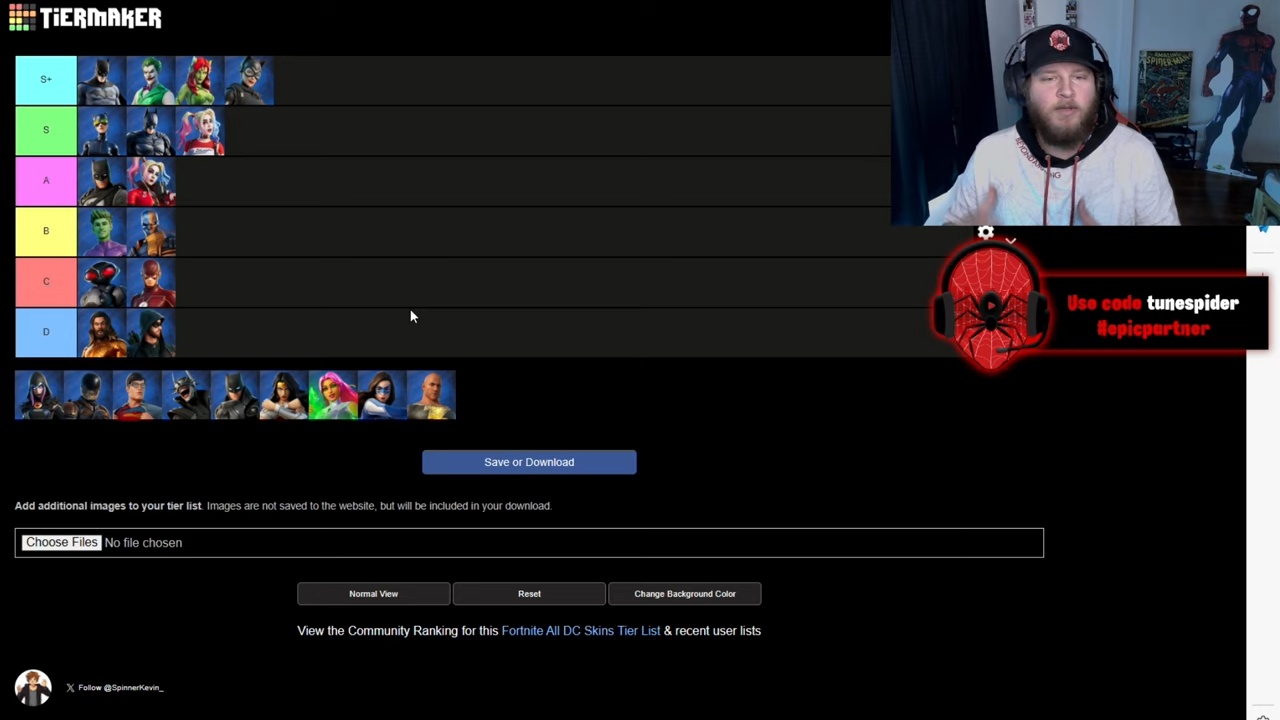 TiERMAKER
S+
S
A
B
C
D
Use code tunespider
#epicpartner
Save or Download
Add additional images to your tier list. Images are not saved to the website, but will be included in your download.
Choose Files No file chosen
Normal View
Reset
Change Background Color
View the Community Ranking for this Fortnite All DC Skins Tier List & recent user lists
Follow @SpinnerKevin_